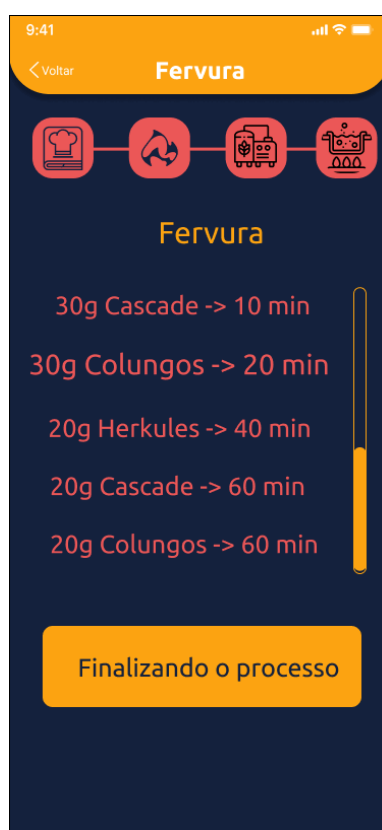 9:41
Voltar
Fervura
Fervura
30g Cascade -> 10 min
30g Colungos -> 20 min
20g Herkules -> 40 min
20g Cascade -> 60 min
20g Colungos -> 60 min
Finalizando o processo